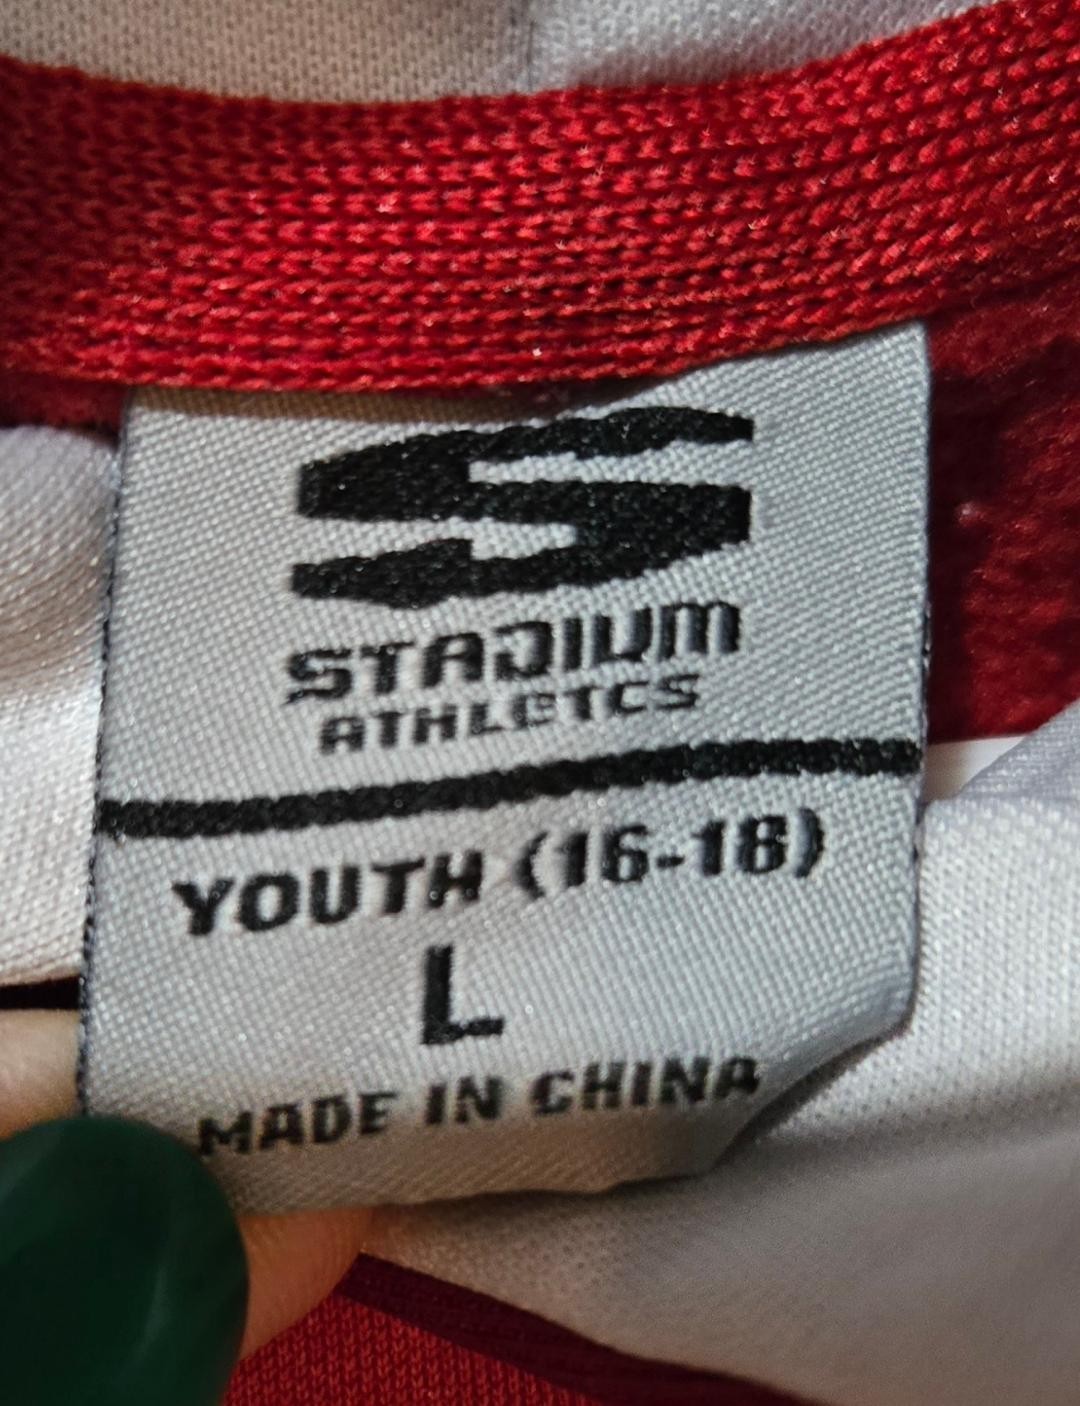 S
STADIUM
ATHLETCS
YOUTH (16-18)
L
MADE IN CHINA